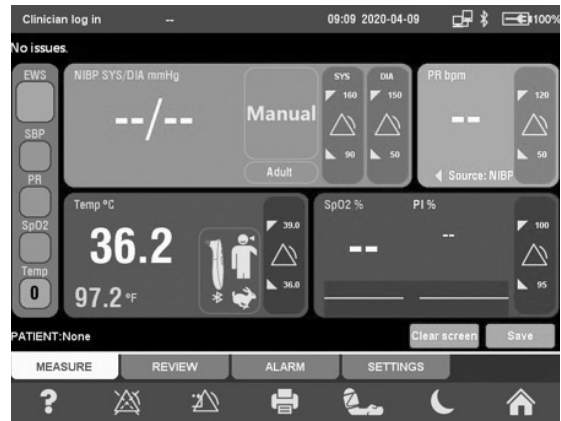 Clinician log in -- 09:09 2020-04-09 100%
No issues.
EWS
SBP
PR
SpO2
Temp
0
NIBP SYS/DIA mmHg
--/--
Manual
Adult
SYS DIA
160 150
90 50
PR bpm
--
120
50
Source: NIBP
Temp ºC
36.2
97.2 ºF
39.0
36.0
SpO2 % PI %
-- --
100
95
PATIENT:None
Clear screen Save
MEASURE REVIEW ALARM SETTINGS
?